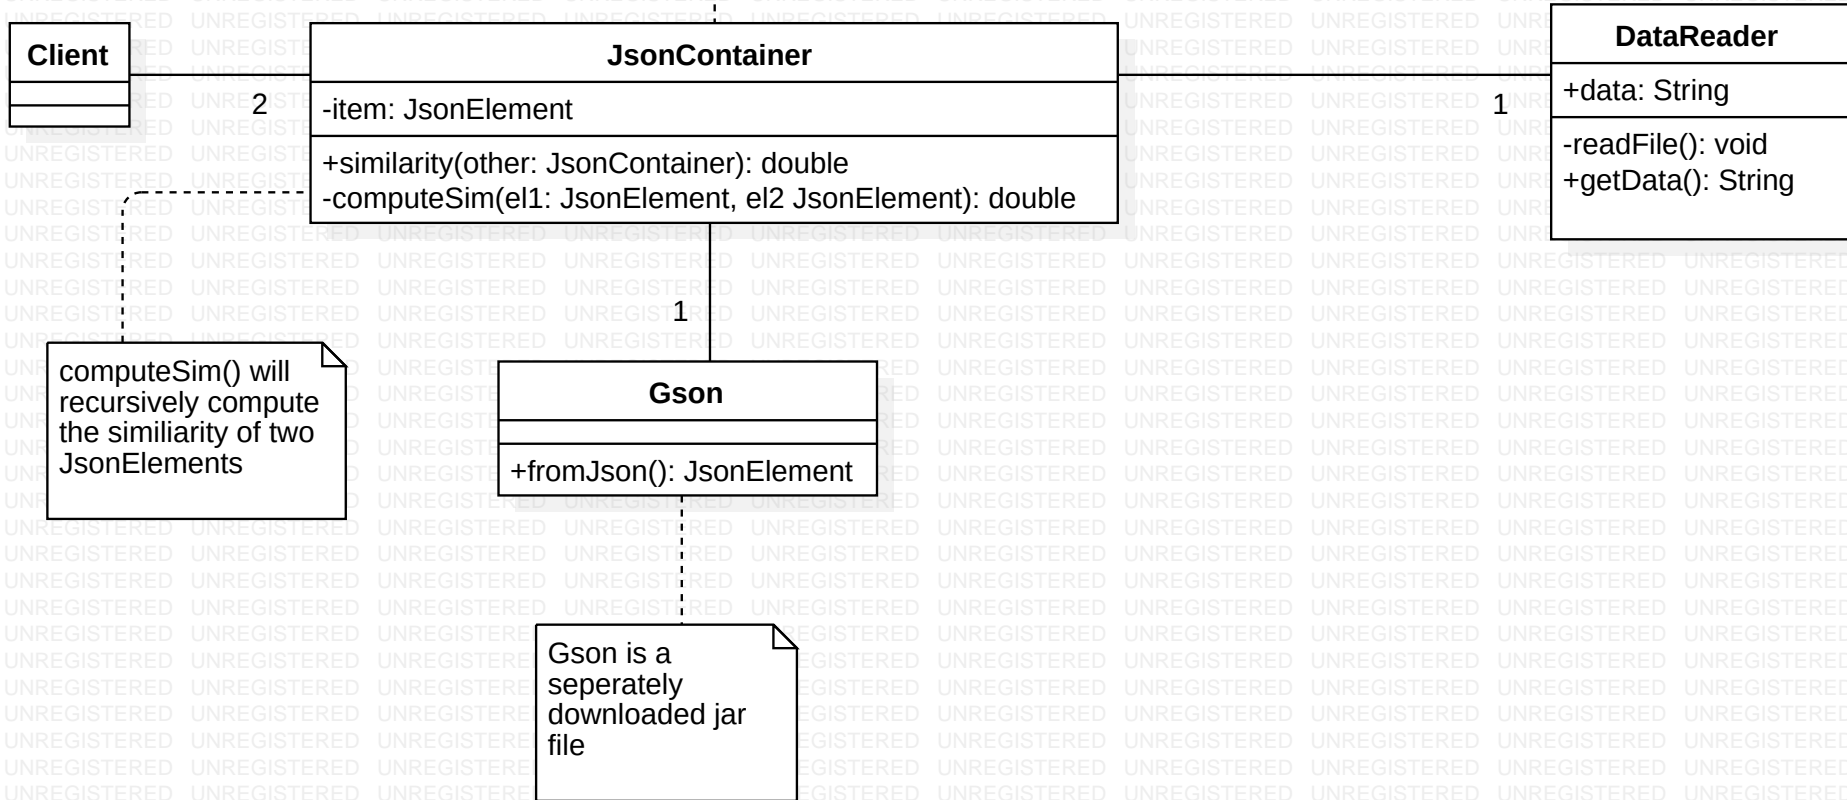 Client
2
JsonContainer
-item: JsonElement
+similarity(other: JsonContainer): double
-computeSim(el1: JsonElement, el2 JsonElement): double
1
DataReader
+data: String
-readFile(): void
+getData(): String
1
computeSim() will
recursively compute
the similiarity of two
JsonElements
Gson
+fromJson(): JsonElement
Gson is a
seperately
downloaded jar
file
UNREGISTERED